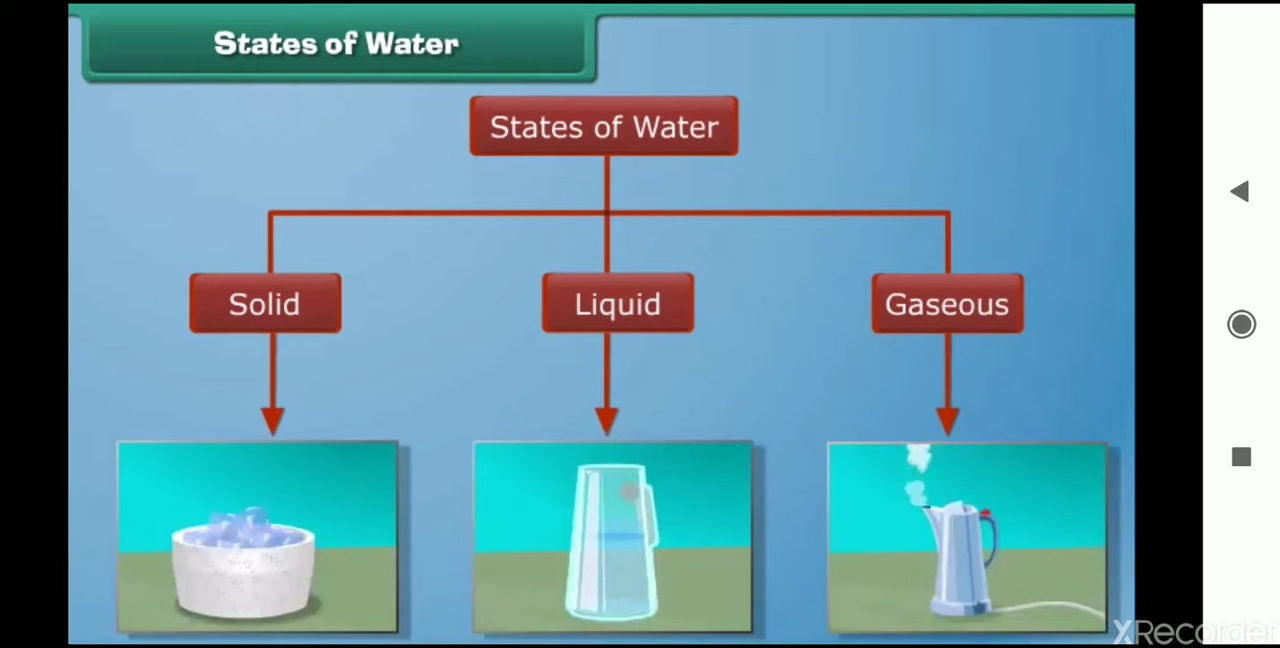 States of Water
States of Water
Solid
Liquid
Gaseous
XRecorder